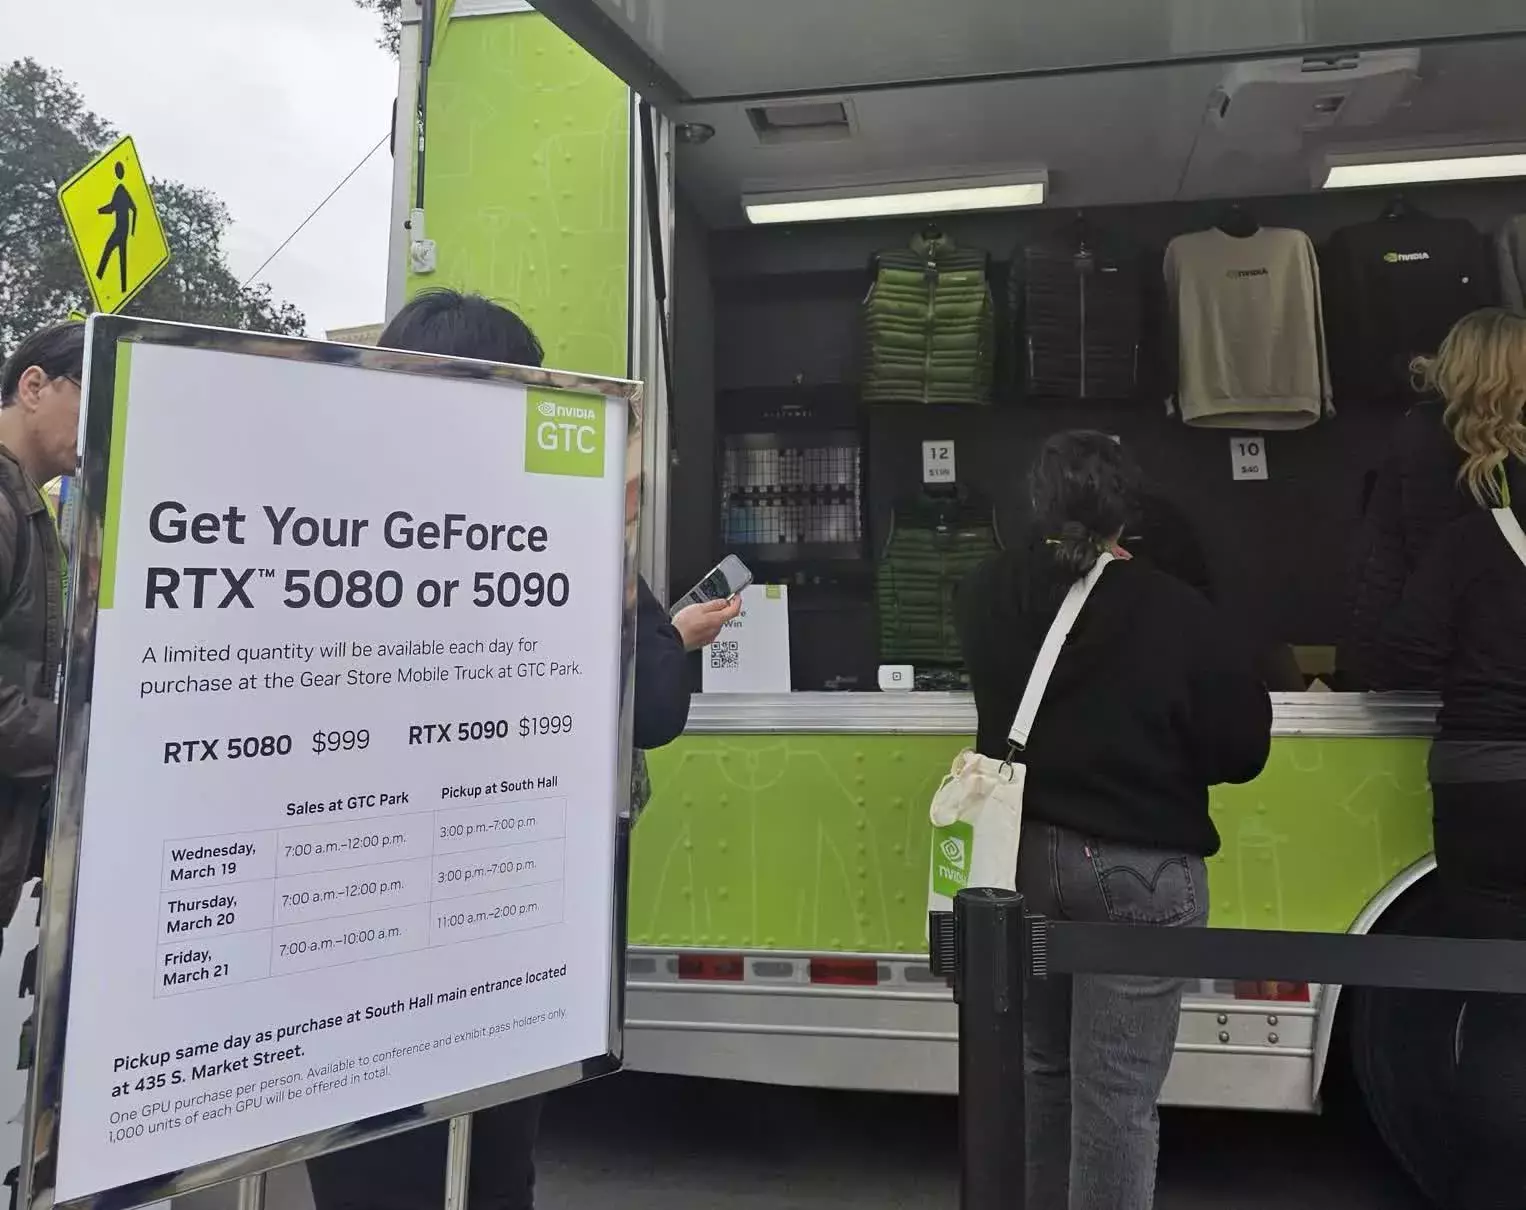 NVIDIA
GTC
Get Your GeForce
RTX™ 5080 or 5090
A limited quantity will be available each day for
purchase at the Gear Store Mobile Truck at GTC Park.
RTX 5080 $999 RTX 5090 $1999
Sales at GTC Park Pickup at South Hall
Wednesday, March 19 7:00 a.m.–12:00 p.m. 3:00 p.m.–7:00 p.m.
Thursday, March 20 7:00 a.m.–12:00 p.m. 3:00 p.m.–7:00 p.m.
Friday, March 21 7:00 a.m.–10:00 a.m. 11:00 a.m.–2:00 p.m.
Pickup same day as purchase at South Hall main entrance located
at 435 S. Market Street.
One GPU purchase per person. Available to conference and exhibit pass holders only.
1,000 units of each GPU will be offered in total.
NVIDIA
NVIDIA
12
10
$40
Win
NVIDIA